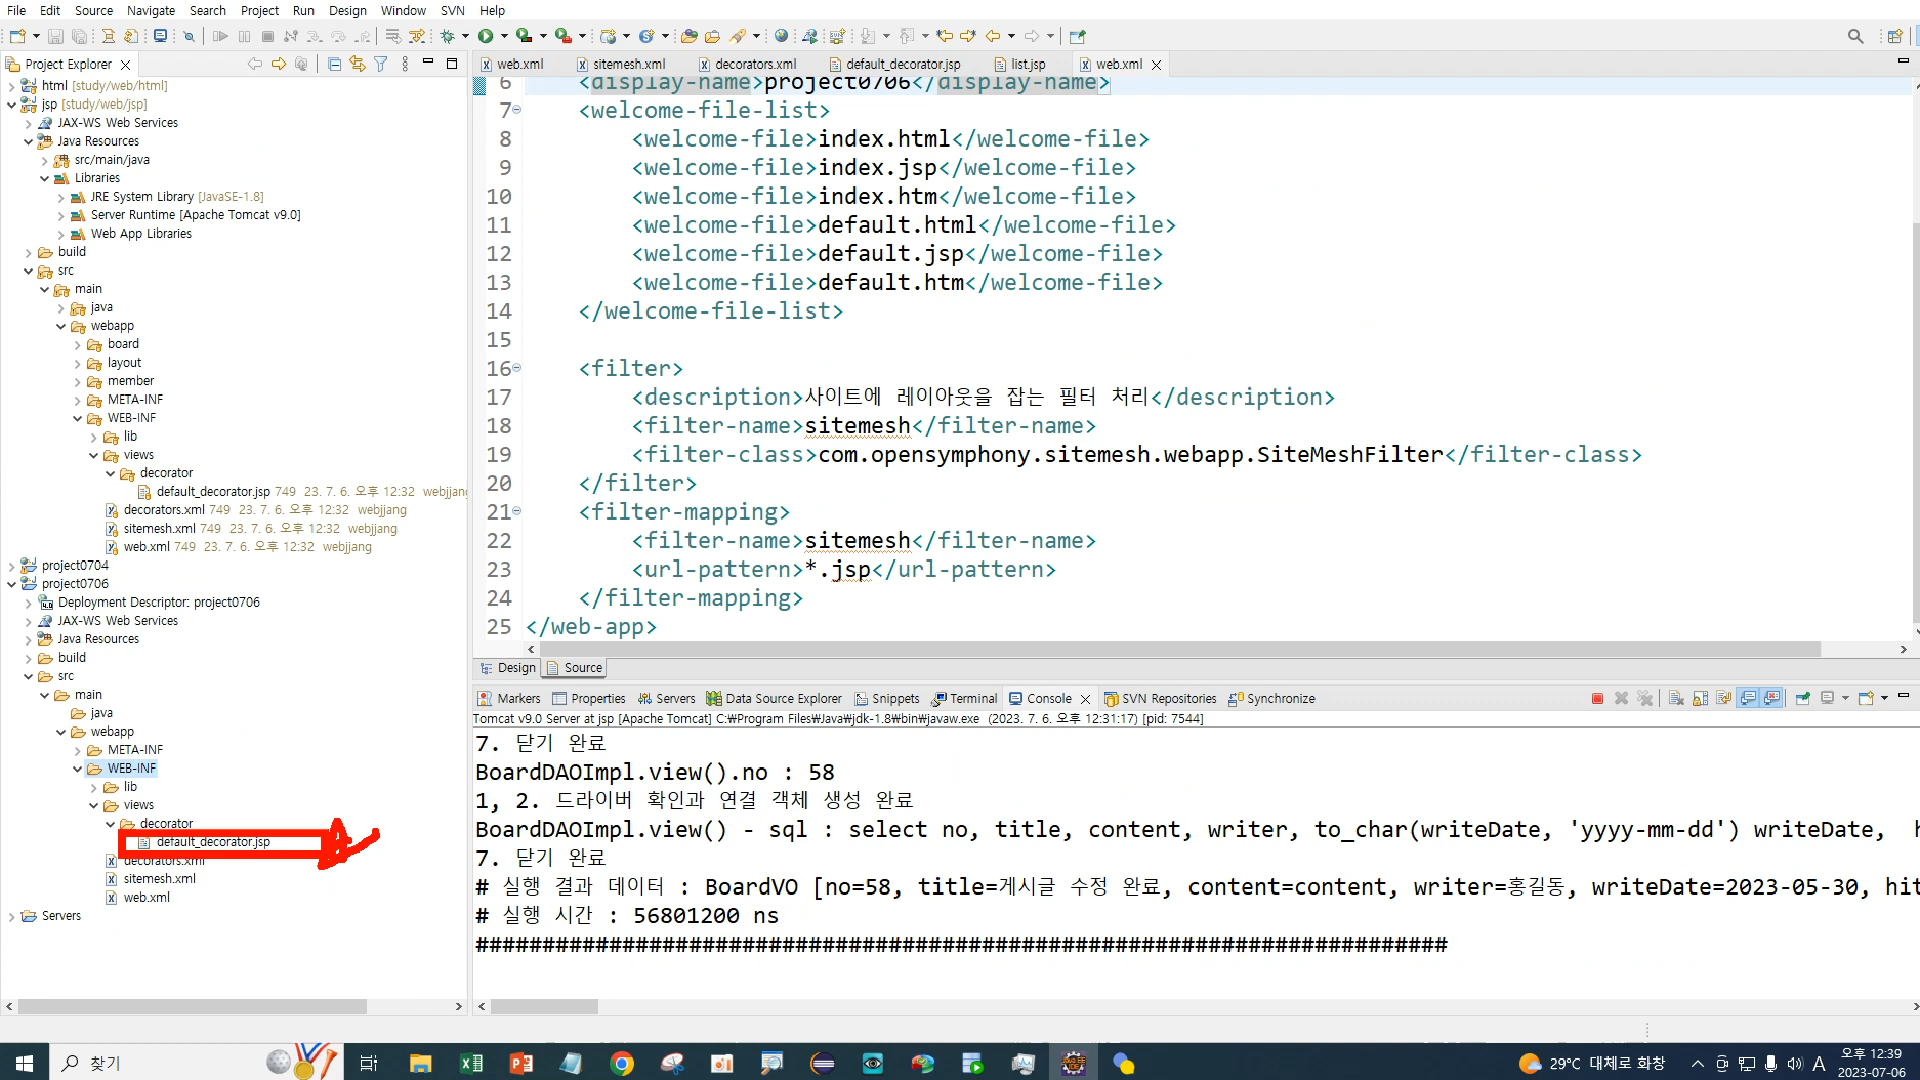 File Edit Source Navigate Search Project Run Design Window SVN Help
Project Explorer
html [study/web/html]
jsp [study/web/jsp]
JAX-WS Web Services
Java Resources
src/main/java
Libraries
JRE System Library [JavaSE-1.8]
Server Runtime [Apache Tomcat v9.0]
Web App Libraries
build
src
main
java
webapp
board
layout
member
META-INF
WEB-INF
lib
views
decorator
default_decorator.jsp 749 23. 7. 6. 오후 12:32 webjjang
decorators.xml 749 23. 7. 6. 오후 12:32 webjjang
sitemesh.xml 749 23. 7. 6. 오후 12:32 webjjang
web.xml 749 23. 7. 6. 오후 12:32 webjjang
project0704
project0706
Deployment Descriptor: project0706
JAX-WS Web Services
Java Resources
build
src
main
java
webapp
META-INF
WEB-INF
lib
views
decorator
default_decorator.jsp
decorators.xml
sitemesh.xml
web.xml
Servers
web.xml sitemesh.xml decorators.xml default_decorator.jsp list.jsp web.xml
6 <display-name>project0706</display-name>
7 <welcome-file-list>
8 <welcome-file>index.html</welcome-file>
9 <welcome-file>index.jsp</welcome-file>
10 <welcome-file>index.htm</welcome-file>
11 <welcome-file>default.html</welcome-file>
12 <welcome-file>default.jsp</welcome-file>
13 <welcome-file>default.htm</welcome-file>
14 </welcome-file-list>
15
16 <filter>
17 <description>사이트에 레이아웃을 잡는 필터 처리</description>
18 <filter-name>sitemesh</filter-name>
19 <filter-class>com.opensymphony.sitemesh.webapp.SiteMeshFilter</filter-class>
20 </filter>
21 <filter-mapping>
22 <filter-name>sitemesh</filter-name>
23 <url-pattern>*.jsp</url-pattern>
24 </filter-mapping>
25 </web-app>
Design Source
Markers Properties Servers Data Source Explorer Snippets Terminal Console SVN Repositories Synchronize
Tomcat v9.0 Server at jsp [Apache Tomcat] C:₩Program Files₩Java₩jdk-1.8₩bin₩javaw.exe (2023. 7. 6. 오후 12:31:17) [pid: 7544]
7. 닫기 완료
BoardDAOImpl.view().no : 58
1, 2. 드라이버 확인과 연결 객체 생성 완료
BoardDAOImpl.view() - sql : select no, title, content, writer, to_char(writeDate, 'yyyy-mm-dd') writeDate, h
7. 닫기 완료
# 실행 결과 데이터 : BoardVO [no=58, title=게시글 수정 완료, content=content, writer=홍길동, writeDate=2023-05-30, hit
# 실행 시간 : 56801200 ns
#########################################################################
찾기
29°C 대체로 화창
A
오후 12:39
2023-07-06